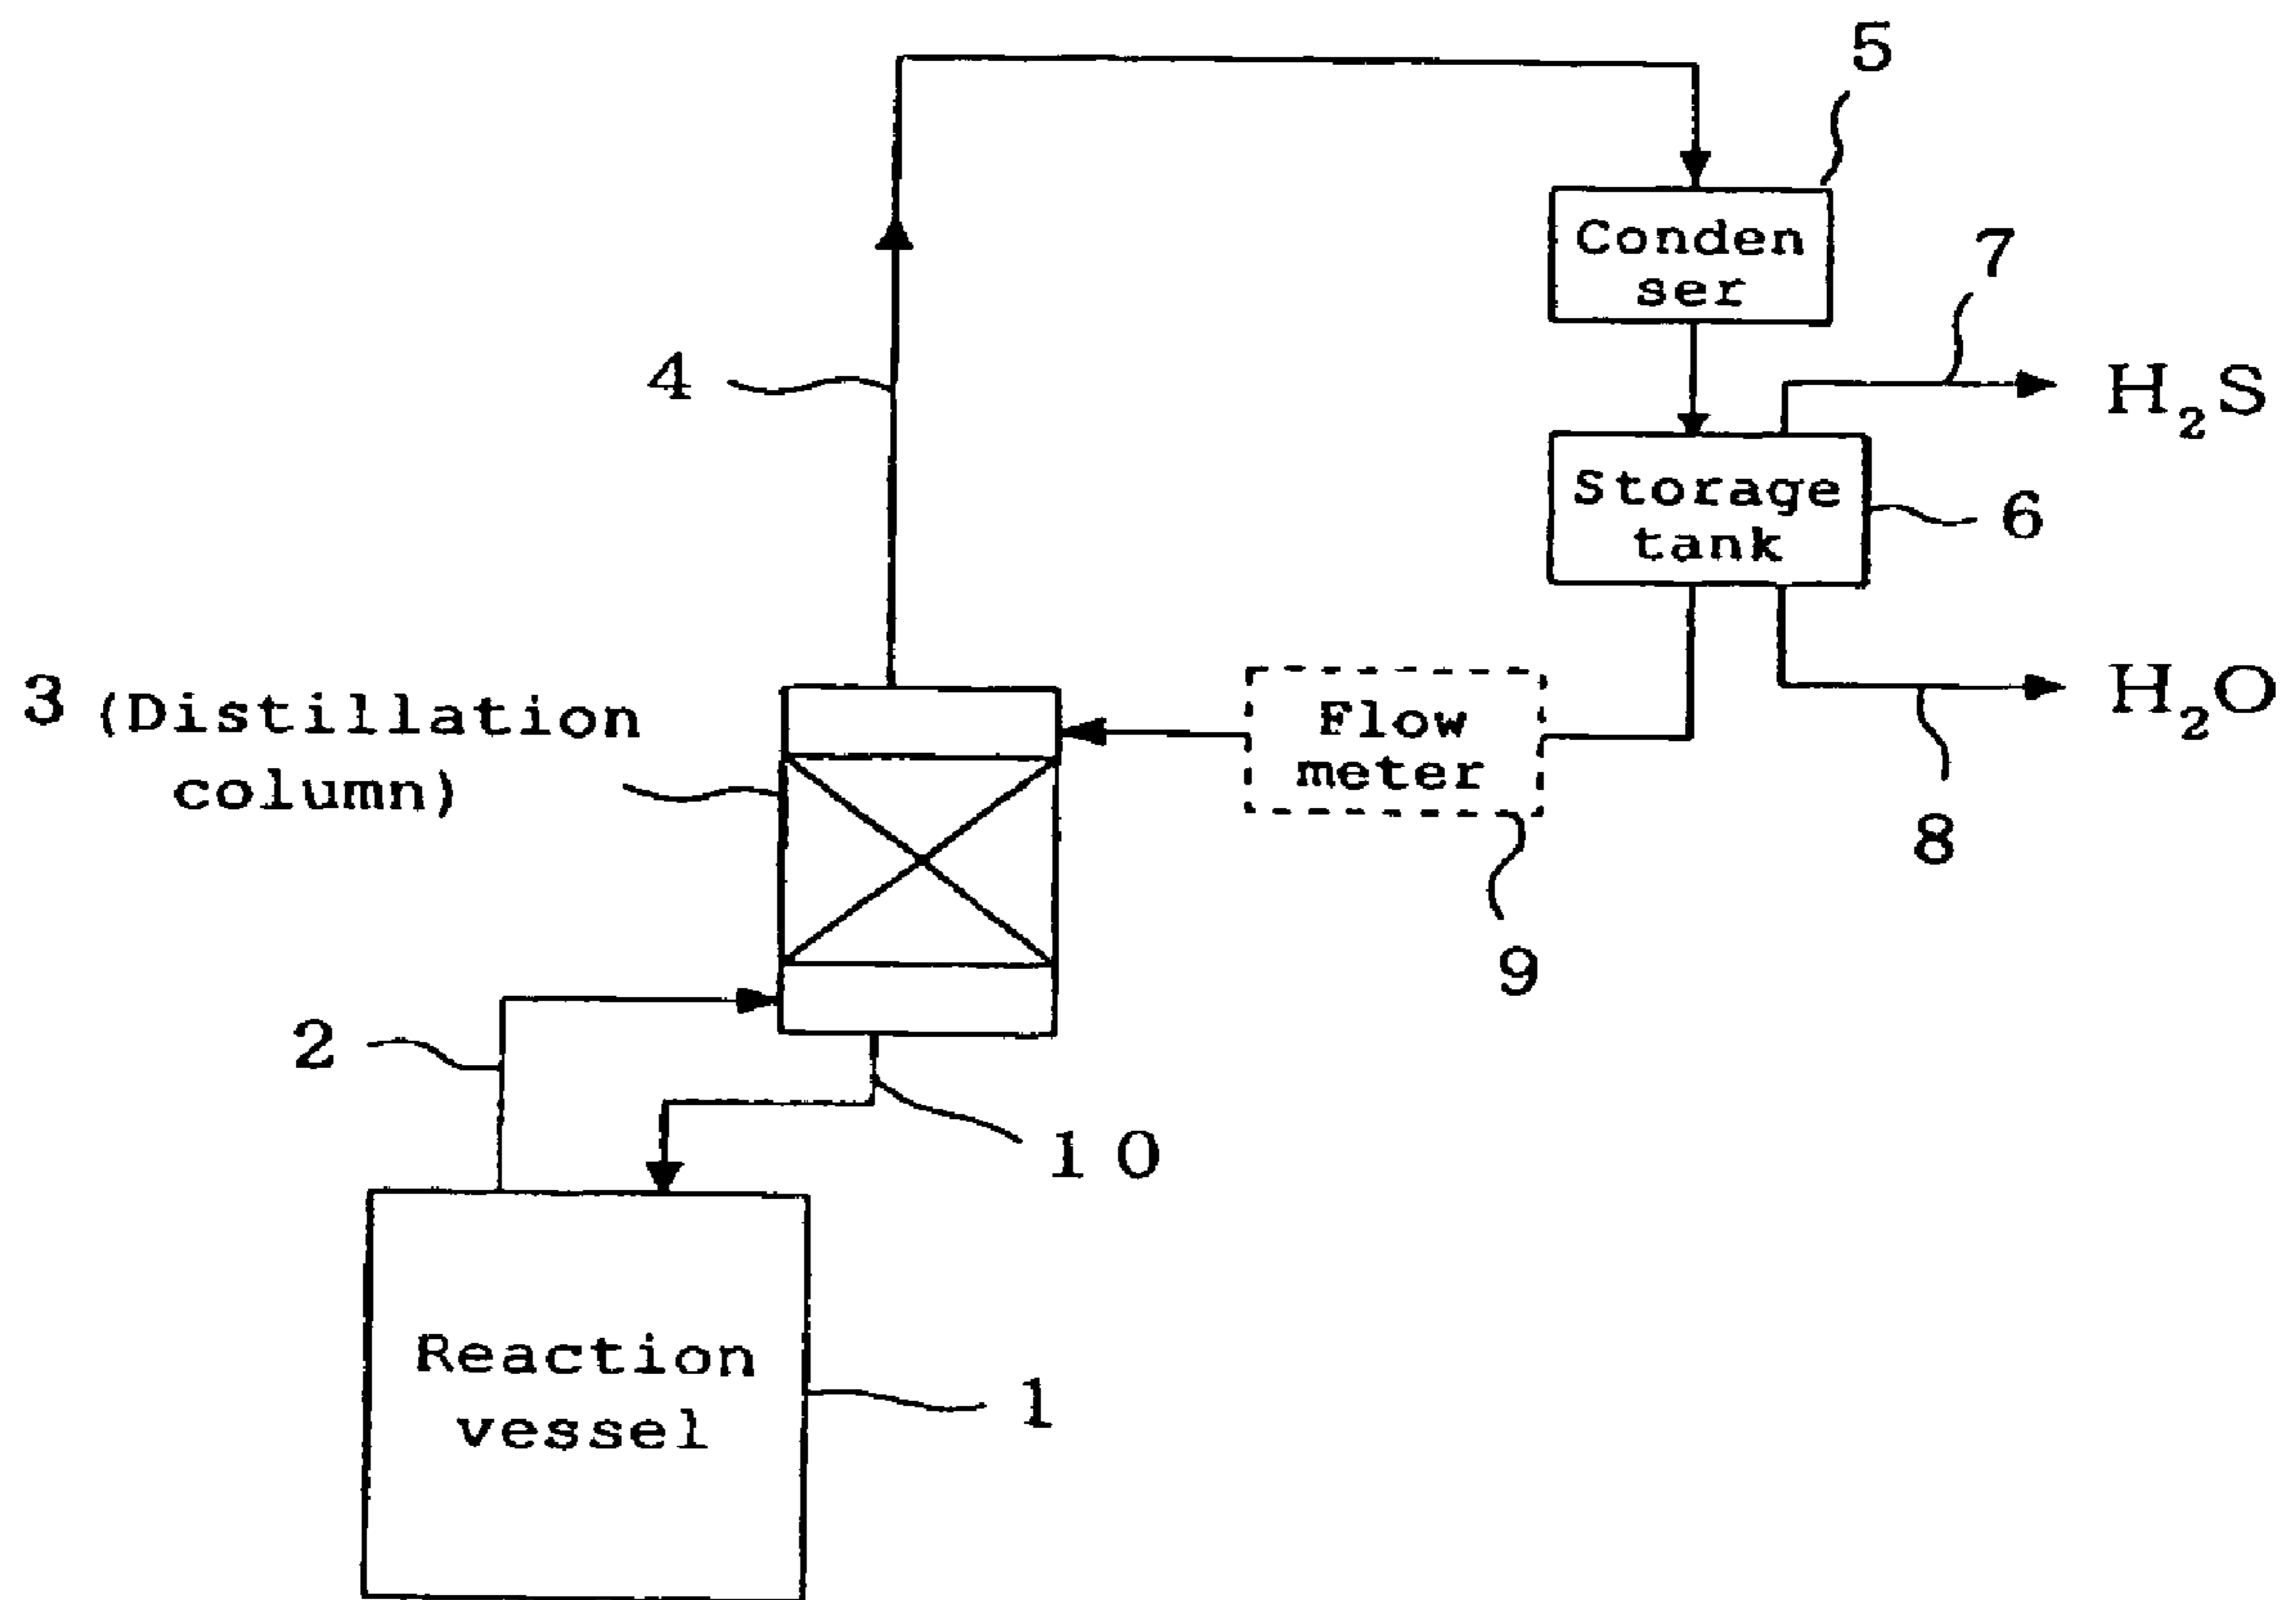 5
Conden
ser
7
H₂S
4
Storage
tank
6
3 (Distillation
column)
Flow
meter
H₂O
8
9
2
10
Reaction
vessel
1